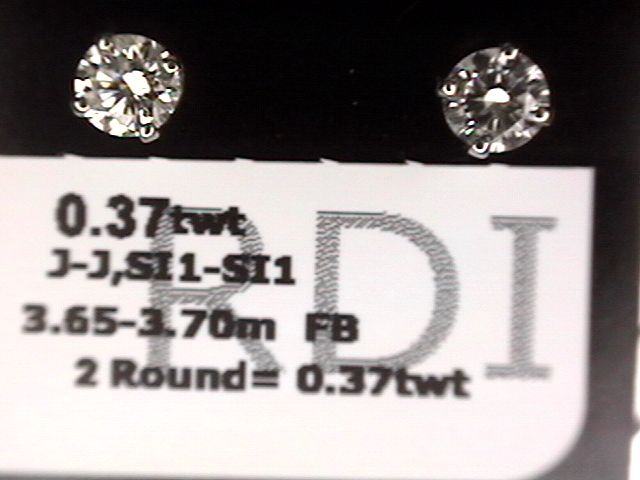 0.37twt
J-J,SI1-SI1
3.65-3.70m FB
2 Round= 0.37twt
RDI